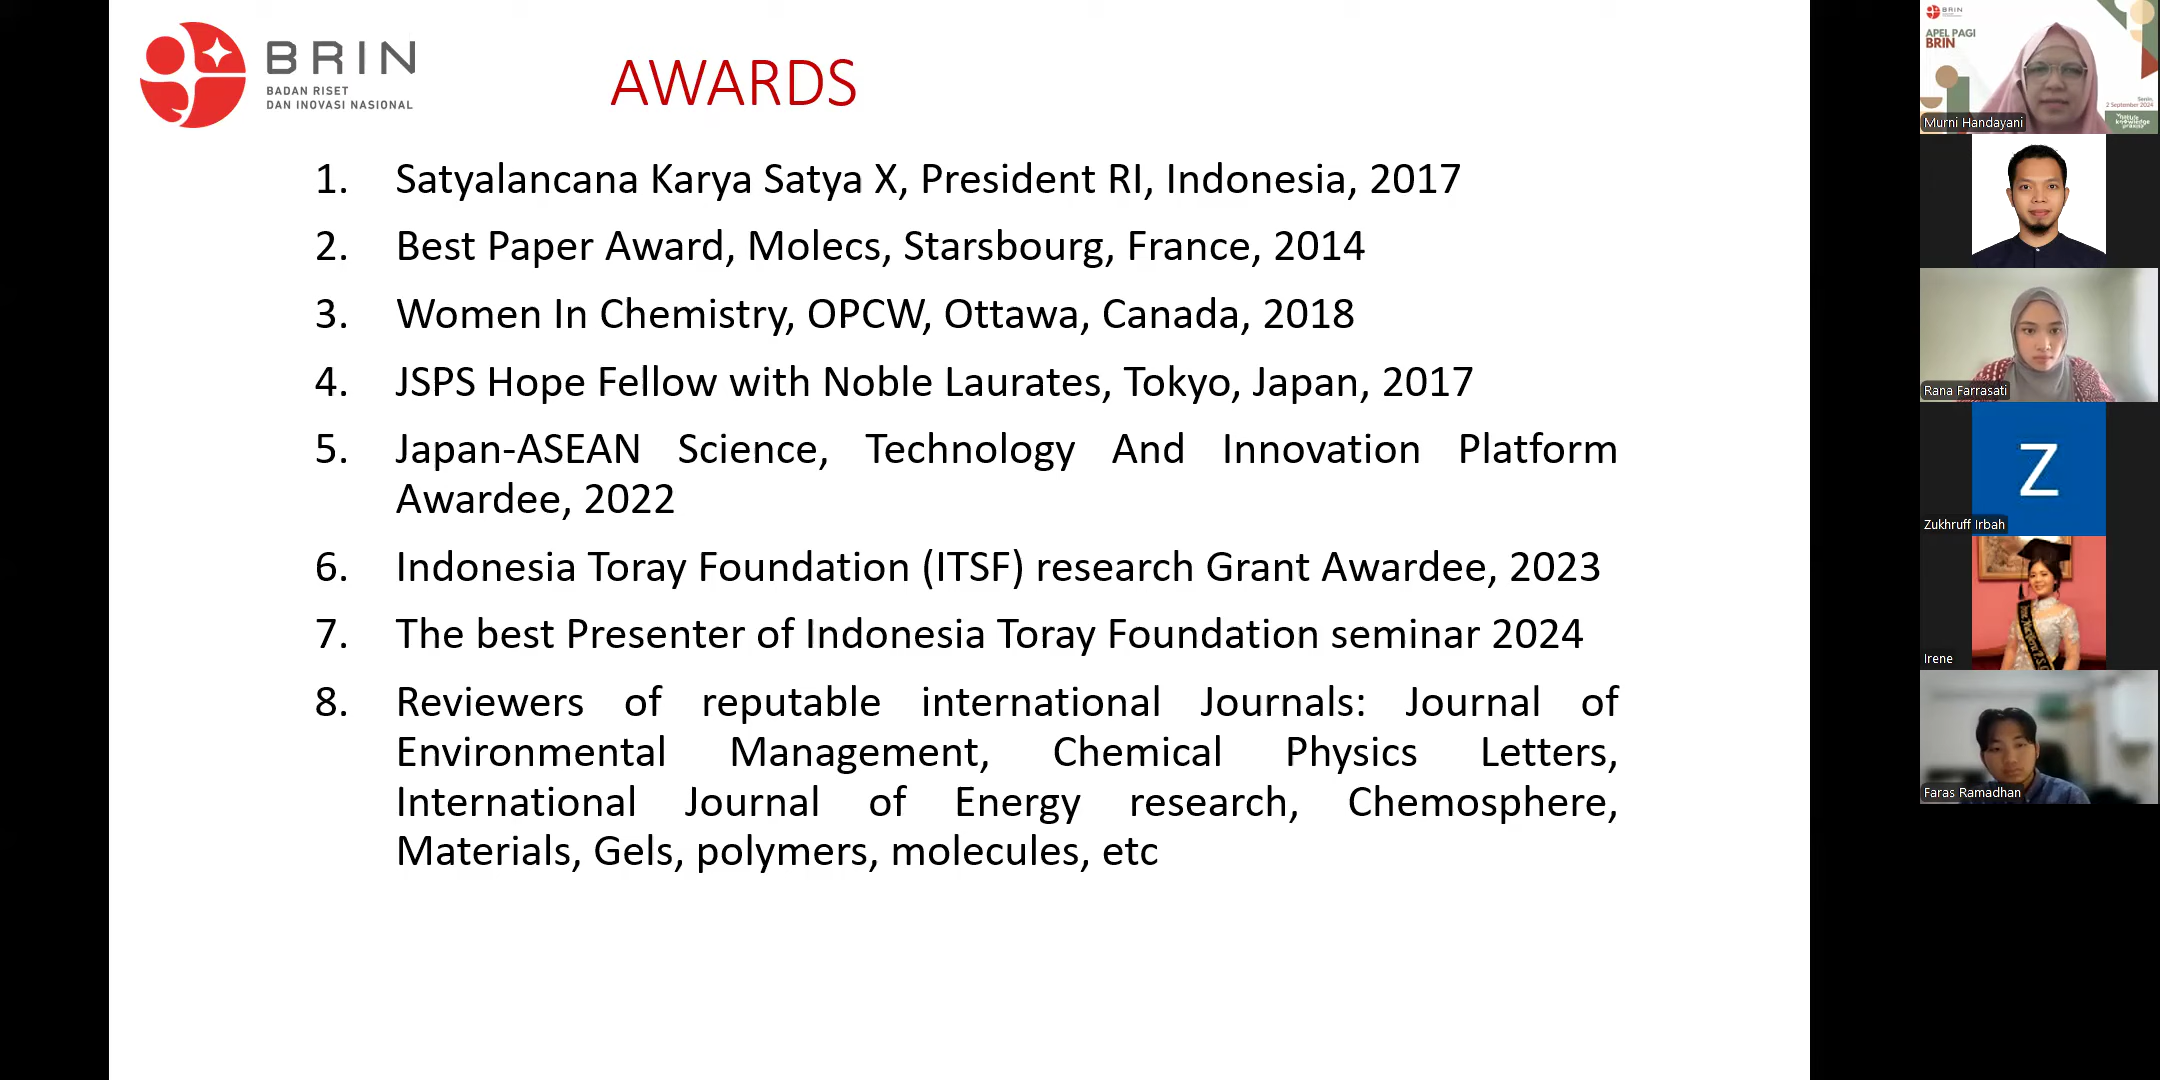 BRIN
BADAN RISET
DAN INOVASI NASIONAL
AWARDS
1. Satyalancana Karya Satya X, President RI, Indonesia, 2017
2. Best Paper Award, Molecs, Starsbourg, France, 2014
3. Women In Chemistry, OPCW, Ottawa, Canada, 2018
4. JSPS Hope Fellow with Noble Laurates, Tokyo, Japan, 2017
5. Japan-ASEAN Science, Technology And Innovation Platform
Awardee, 2022
6. Indonesia Toray Foundation (ITSF) research Grant Awardee, 2023
7. The best Presenter of Indonesia Toray Foundation seminar 2024
8. Reviewers of reputable international Journals: Journal of
Environmental Management, Chemical Physics Letters,
International Journal of Energy research, Chemosphere,
Materials, Gels, polymers, molecules, etc
BRIN
APEL PAGI
BRIN
Senin,
2 September 2024
Murni Handayani
Rana Farrasati
Z
Zukhruff Irbah
Irene
Faras Ramadhan